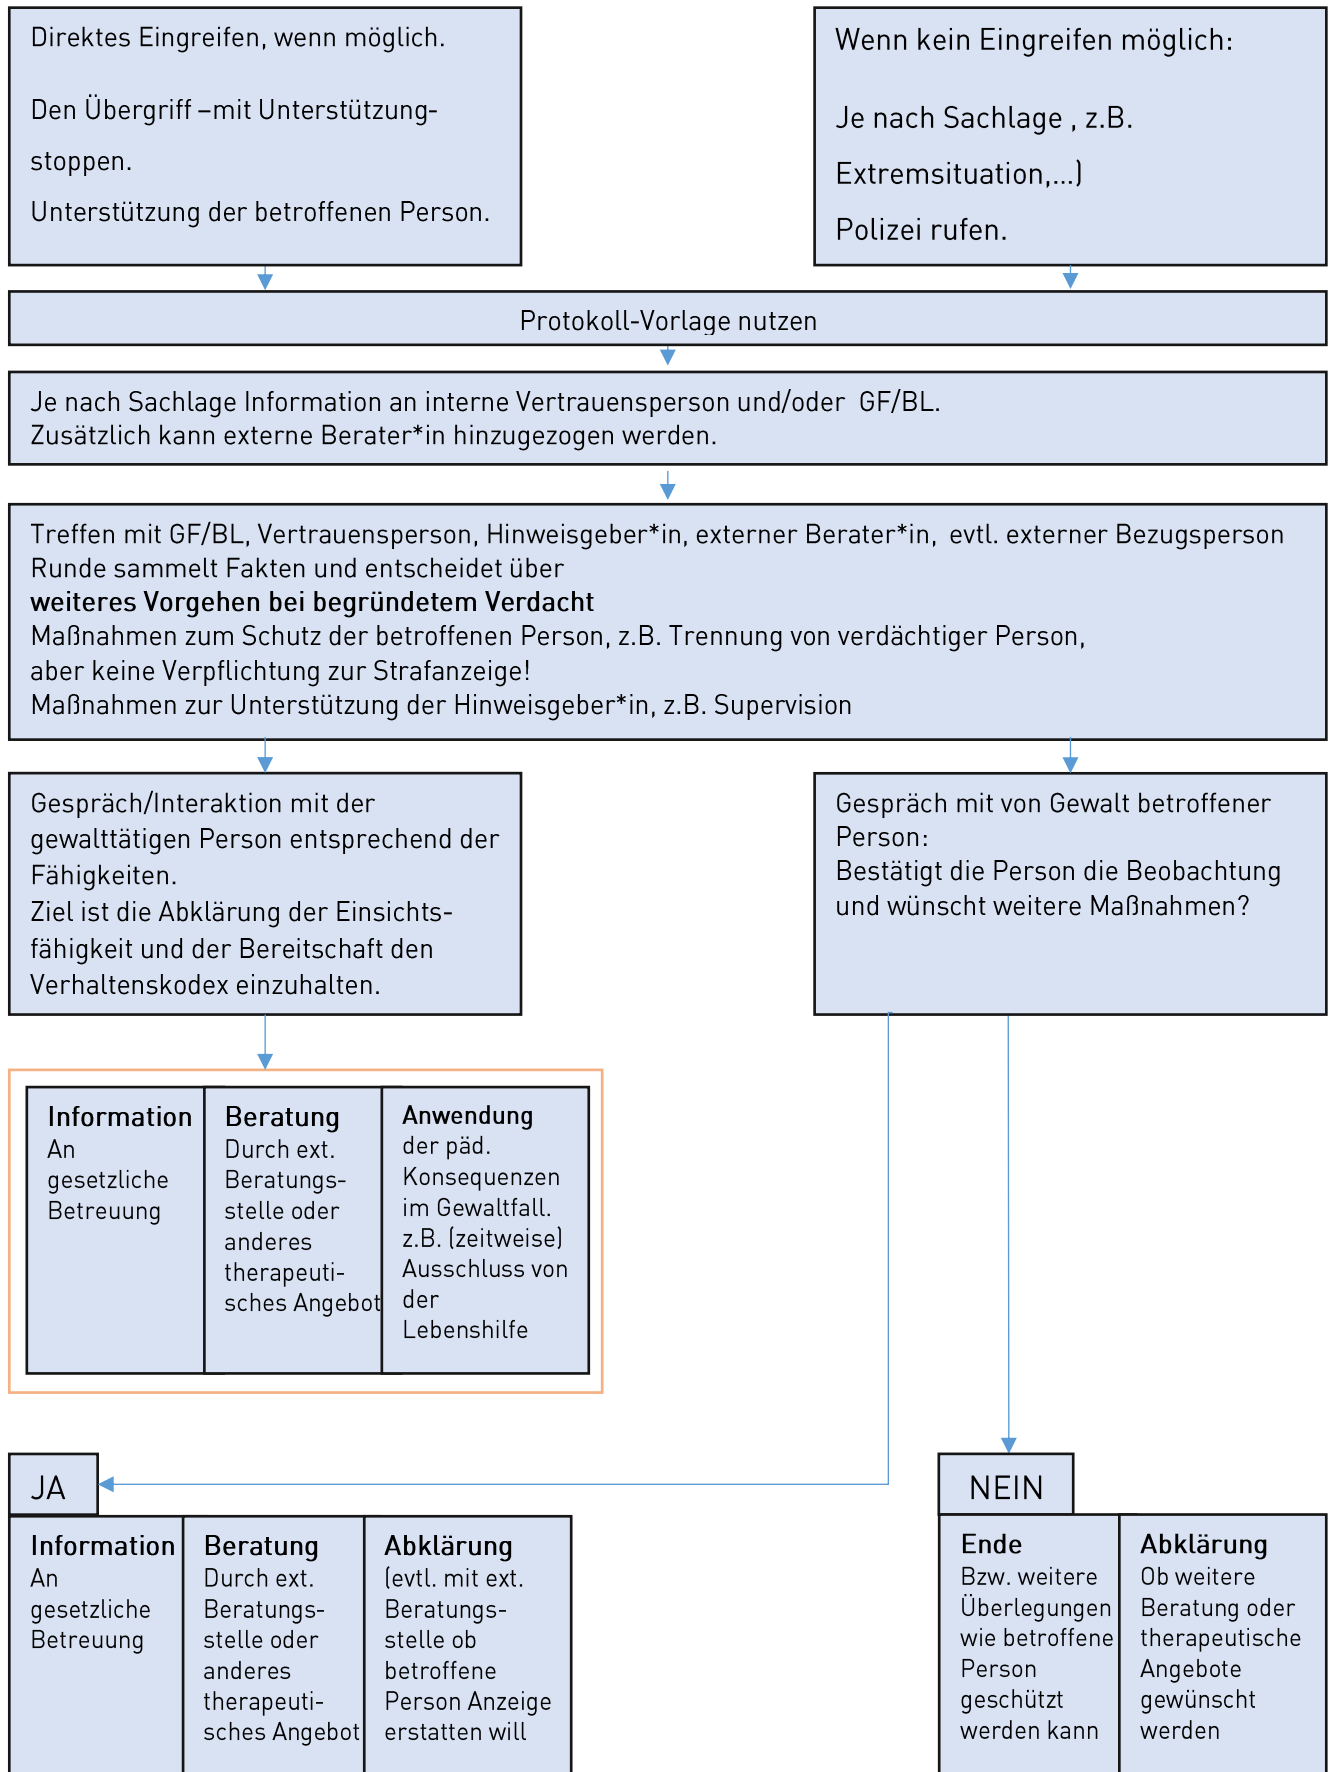 Direktes Eingreifen, wenn möglich.
Den Übergriff –mit Unterstützung-
stoppen.
Unterstützung der betroffenen Person.
Wenn kein Eingreifen möglich:
Je nach Sachlage , z.B.
Extremsituation,...)
Polizei rufen.
Protokoll-Vorlage nutzen
Je nach Sachlage Information an interne Vertrauensperson und/oder  GF/BL.
Zusätzlich kann externe Berater*in hinzugezogen werden.
Treffen mit GF/BL, Vertrauensperson, Hinweisgeber*in, externer Berater*in,  evtl. externer Bezugsperson
Runde sammelt Fakten und entscheidet über
weiteres Vorgehen bei begründetem Verdacht
Maßnahmen zum Schutz der betroffenen Person, z.B. Trennung von verdächtiger Person,
aber keine Verpflichtung zur Strafanzeige!
Maßnahmen zur Unterstützung der Hinweisgeber*in, z.B. Supervision
Gespräch/Interaktion mit der
gewalttätigen Person entsprechend der
Fähigkeiten.
Ziel ist die Abklärung der Einsichts-
fähigkeit und der Bereitschaft den
Verhaltenskodex einzuhalten.
Gespräch mit von Gewalt betroffener
Person:
Bestätigt die Person die Beobachtung
und wünscht weitere Maßnahmen?
Information
An
gesetzliche
Betreuung
Beratung
Durch ext.
Beratungs-
stelle oder
anderes
therapeuti-
sches Angebot
Anwendung
der päd.
Konsequenzen
im Gewaltfall.
z.B. (zeitweise)
Ausschluss von
der
Lebenshilfe
JA
Information
An
gesetzliche
Betreuung
Beratung
Durch ext.
Beratungs-
stelle oder
anderes
therapeuti-
sches Angebot
Abklärung
(evtl. mit ext.
Beratungs-
stelle ob
betroffene
Person Anzeige
erstatten will
NEIN
Ende
Bzw. weitere
Überlegungen
wie betroffene
Person
geschützt
werden kann
Abklärung
Ob weitere
Beratung oder
therapeutische
Angebote
gewünscht
werden